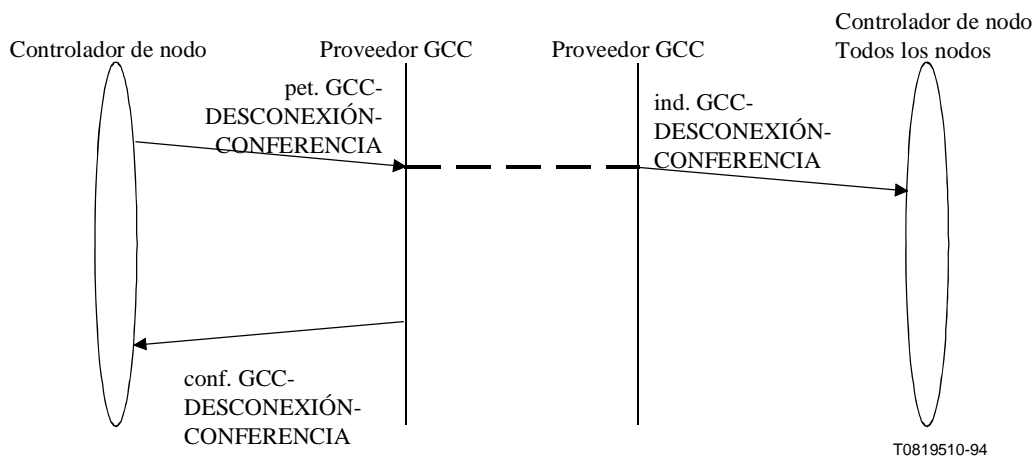 Controlador de nodo
Proveedor GCC
Proveedor GCC
Controlador de nodo
Todos los nodos
pet. GCC-
DESCONEXIÓN-
CONFERENCIA
ind. GCC-
DESCONEXIÓN-
CONFERENCIA
conf. GCC-
DESCONEXIÓN-
CONFERENCIA
T0819510-94